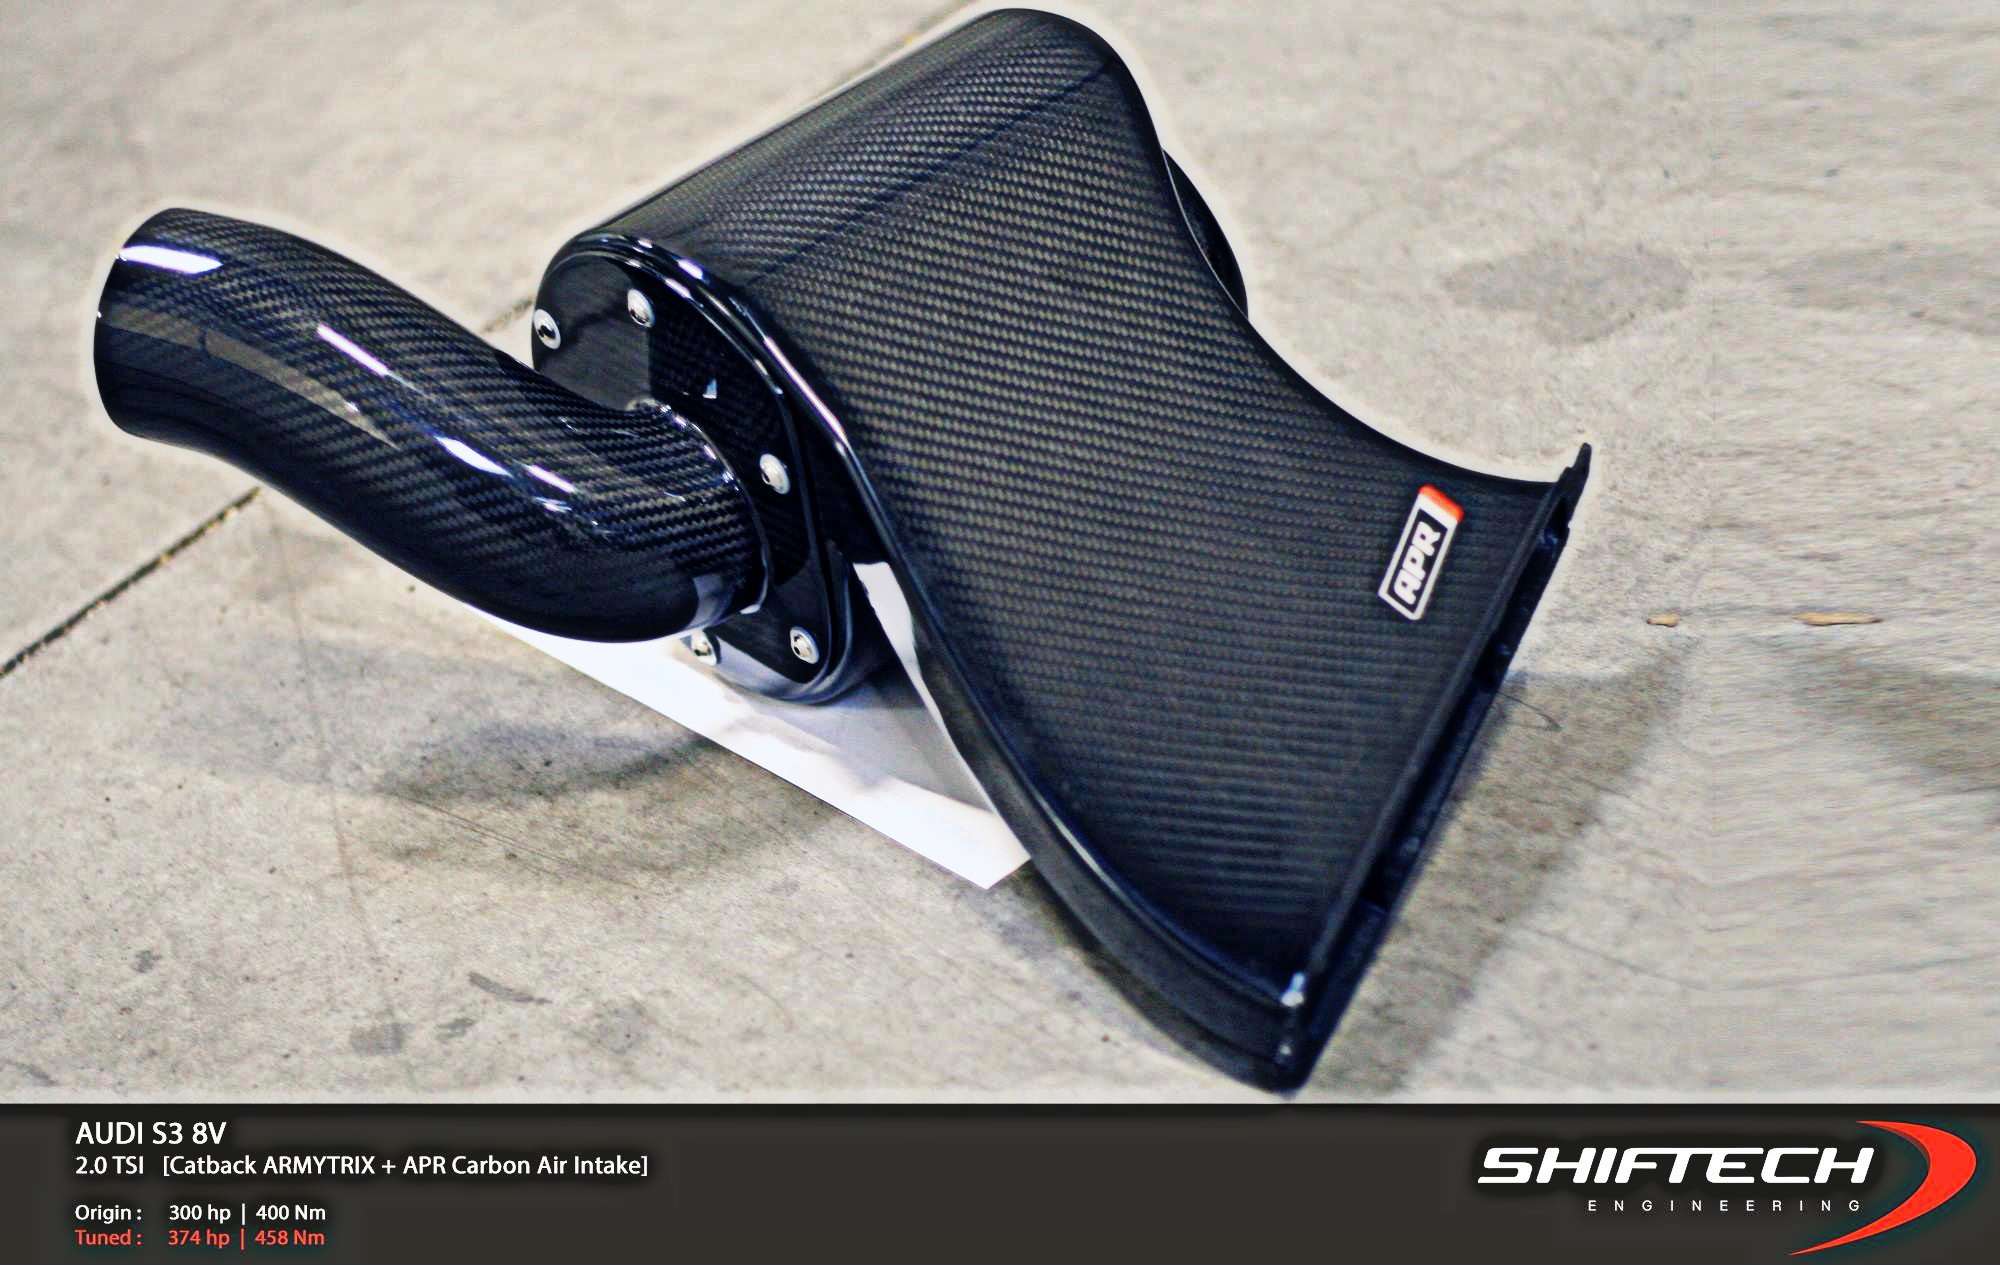 APR
AUDI S3 8V
2.0 TSI [Catback ARMYTRIX + APR Carbon Air Intake]
Origin : 300 hp | 400 Nm
Tuned : 374 hp | 458 Nm
SHIFTECH
ENGINEERING